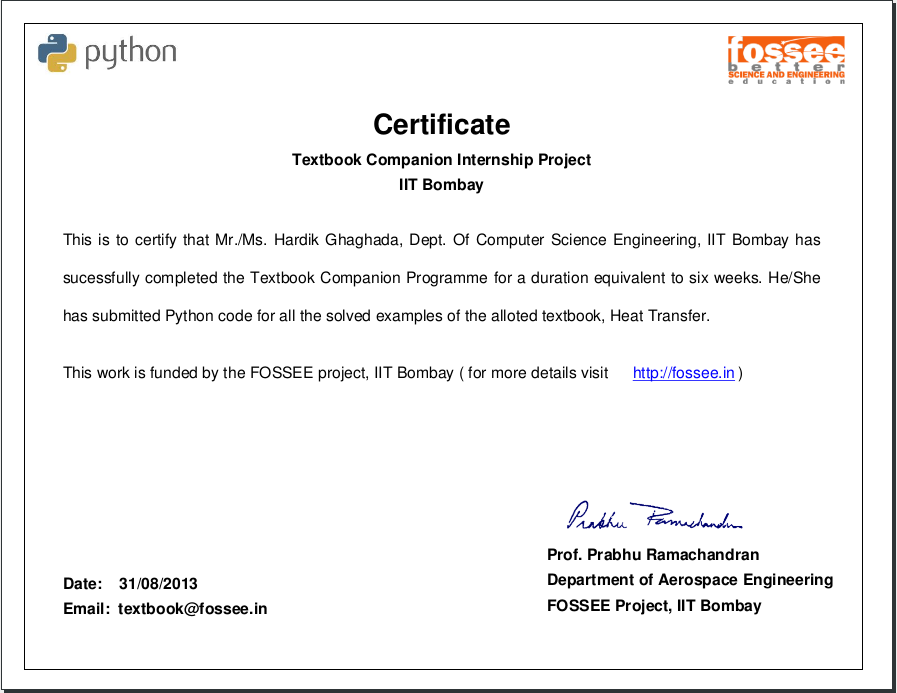 python
fossee
better
SCIENCE AND ENGINEERING
education
Certificate
Textbook Companion Internship Project
IIT Bombay
This is to certify that Mr./Ms. Hardik Ghaghada, Dept. Of Computer Science Engineering, IIT Bombay has
sucessfully completed the Textbook Companion Programme for a duration equivalent to six weeks. He/She
has submitted Python code for all the solved examples of the alloted textbook, Heat Transfer.
This work is funded by the FOSSEE project, IIT Bombay ( for more details visit http://fossee.in )
Prabhu Ramachandran
Prof. Prabhu Ramachandran
Department of Aerospace Engineering
FOSSEE Project, IIT Bombay
Date: 31/08/2013
Email: textbook@fossee.in